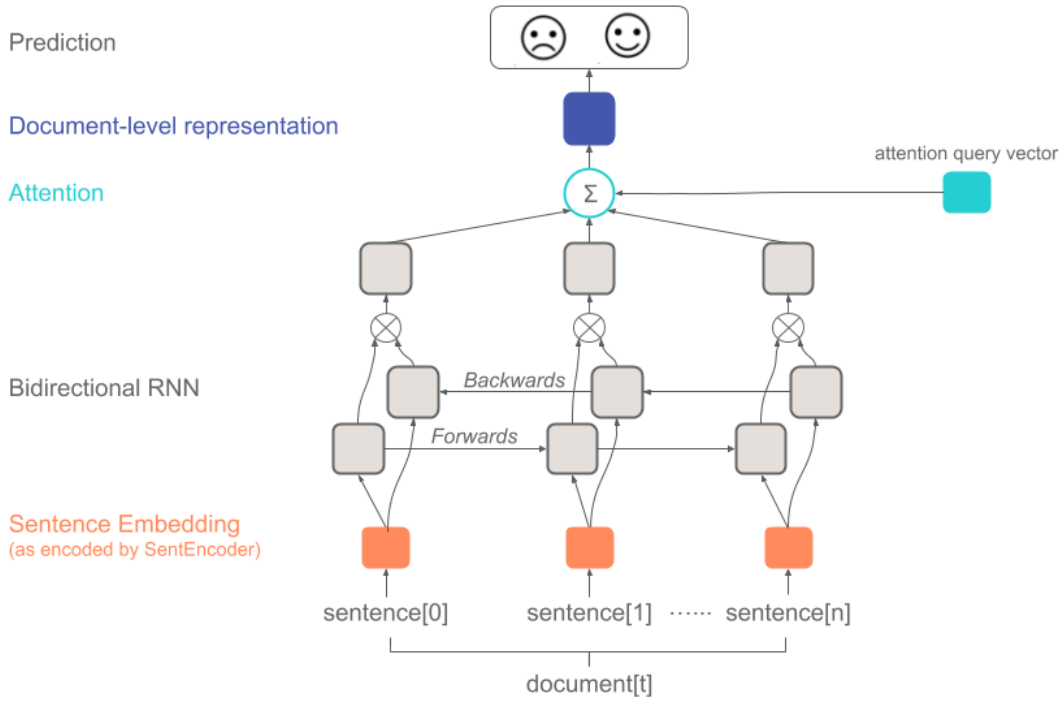 Prediction
Document-level representation
attention query vector
Attention
Σ
Bidirectional RNN
Backwards
Forwards
Sentence Embedding
(as encoded by SentEncoder)
sentence[0]
sentence[1]
......
sentence[n]
document[t]